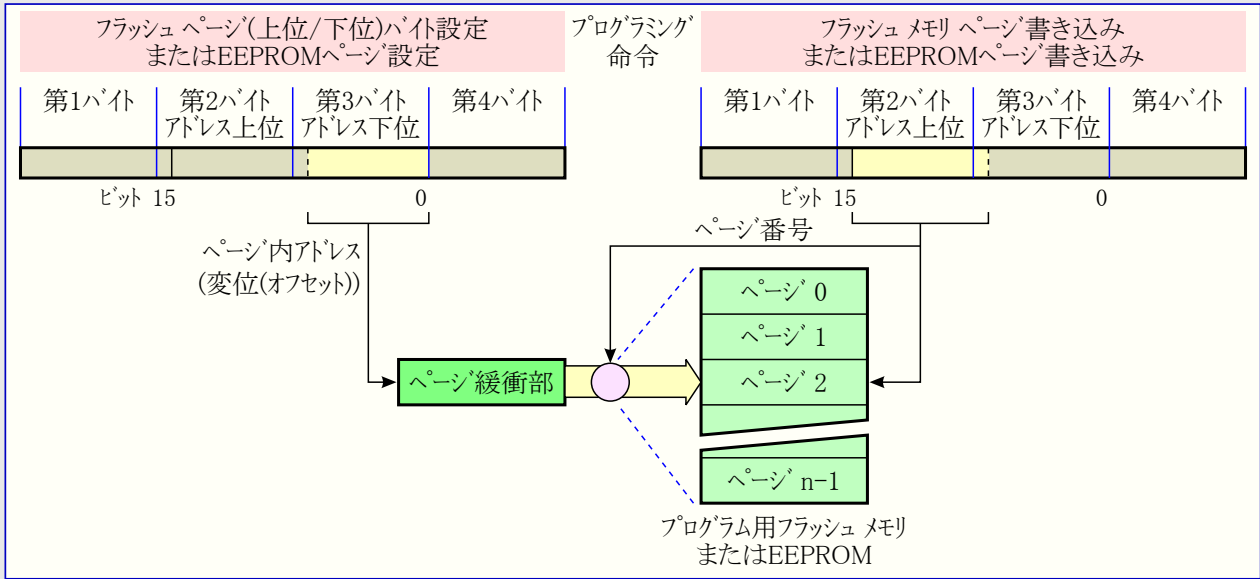 フラッシュ ページ(上位/下位)バイト設定
またはEEPROMページ設定
プログラミング
命令
フラッシュ メモリ ページ書き込み
またはEEPROMページ書き込み
第1バイト
第2バイト
アドレス上位
第3バイト
アドレス下位
第4バイト
第1バイト
第2バイト
アドレス上位
第3バイト
アドレス下位
第4バイト
ビット 15
0
ビット 15
0
ページ内アドレス
(変位(オフセット))
ページ番号
ページ 0
ページ 1
ページ緩衝部
ページ 2
ページ n-1
プログラム用フラッシュ メモリ
またはEEPROM